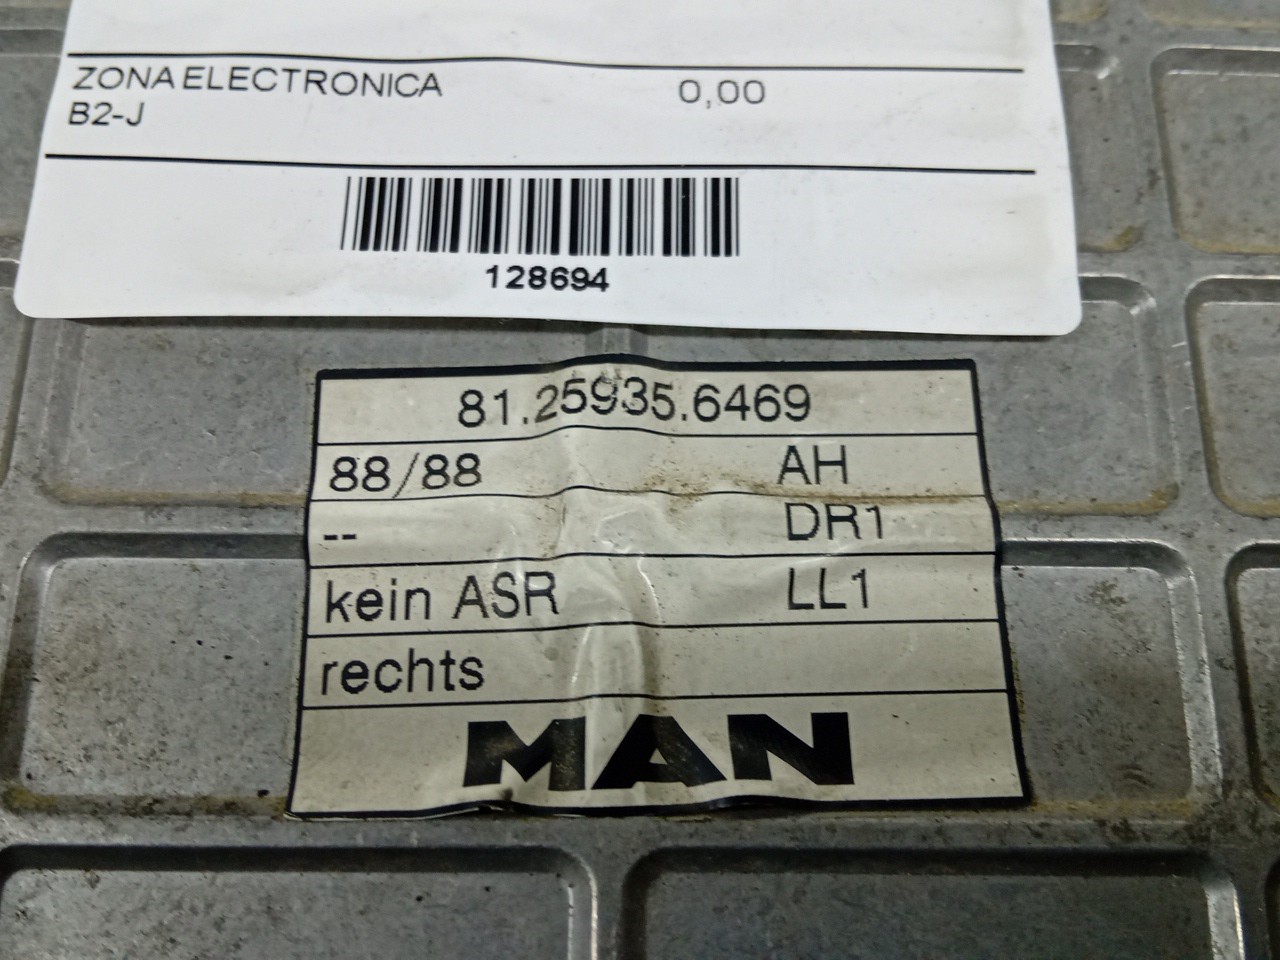 ZONA ELECTRONICA 0,00
B2-J
128694
81.25935.6469
88/88 AH
-- DR1
kein ASR LL1
rechts
MAN